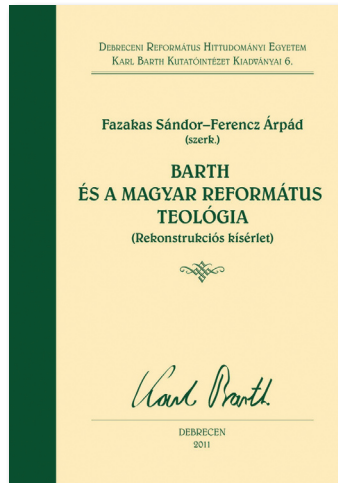 Debreceni Református Hittudományi Egyetem
Karl Barth Kutatóintézet Kiadványai 6.
Fazakas Sándor–Ferencz Árpád
(szerk.)
BARTH
ÉS A MAGYAR REFORMÁTUS
TEOLÓGIA
(Rekonstrukciós kísérlet)
Karl Barth.
DEBRECEN
2011